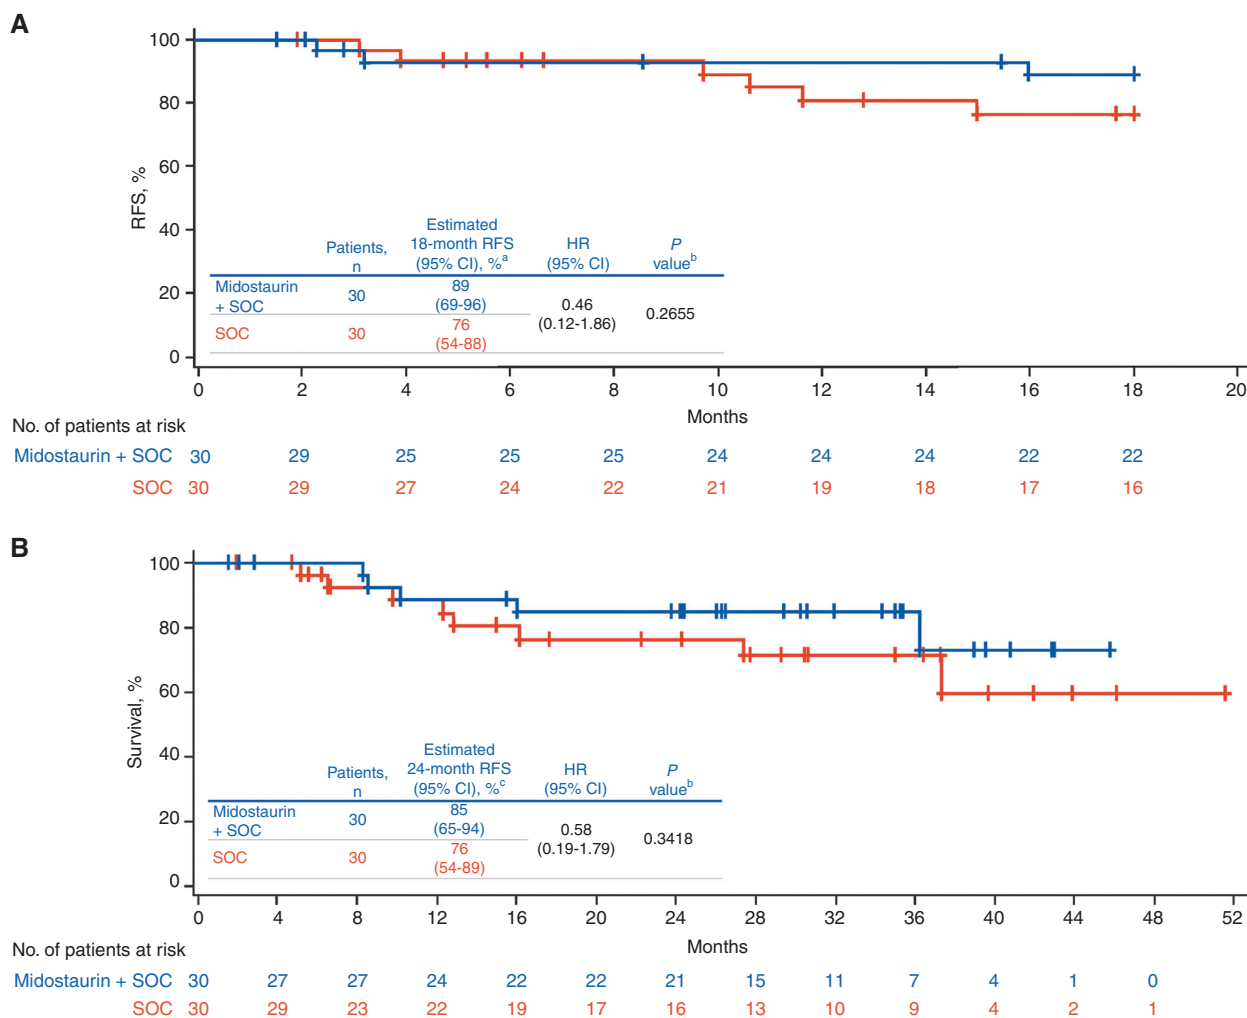 A
100
80
60
40
20
0
RFS, %
Patients, n
Estimated 18-month RFS (95% CI), %a
HR (95% CI)
P valueb
Midostaurin + SOC 30 89 (69-96)
0.46 (0.12-1.86) 0.2655
SOC 30 76 (54-88)
0 2 4 6 8 10 12 14 16 18 20
Months
No. of patients at risk
Midostaurin + SOC 30 29 25 25 25 24 24 24 22 22
SOC 30 29 27 24 22 21 19 18 17 16
B
100
80
60
40
20
0
Survival, %
Patients, n
Estimated 24-month RFS (95% CI), %c
HR (95% CI)
P valueb
Midostaurin + SOC 30 85 (65-94)
0.58 (0.19-1.79) 0.3418
SOC 30 76 (54-89)
0 4 8 12 16 20 24 28 32 36 40 44 48 52
Months
No. of patients at risk
Midostaurin + SOC 30 27 27 24 22 22 21 15 11 7 4 1 0
SOC 30 29 23 22 19 17 16 13 10 9 4 2 1